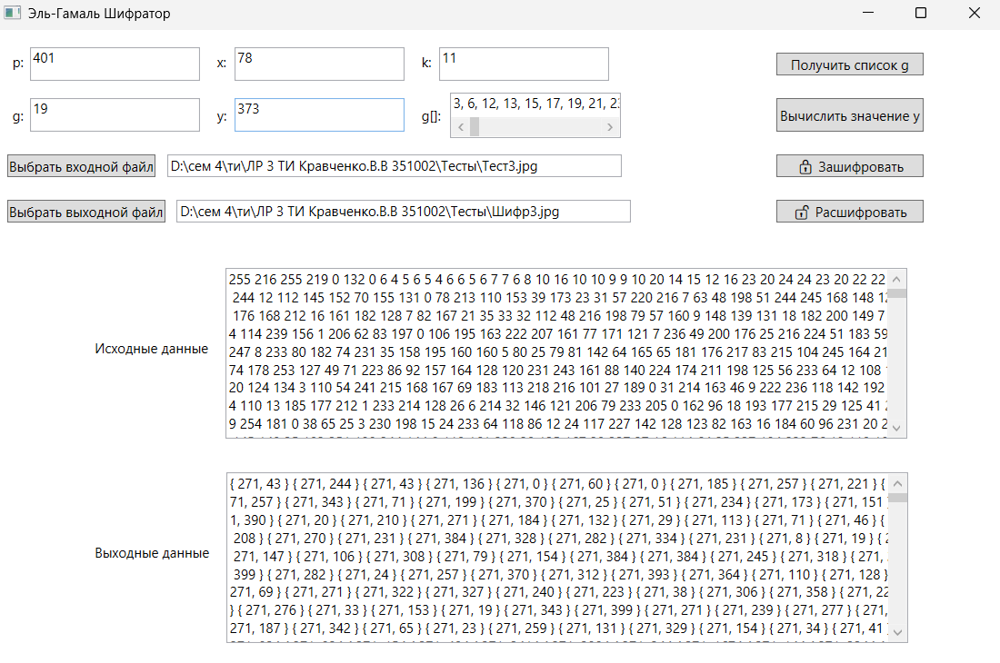 Эль-Гамаль Шифратор
p: 401 x: 78 k: 11 Получить список g
g: 19 y: 373 g[]: 3, 6, 12, 13, 15, 17, 19, 21, Вычислить значение y
Выбрать входной файл D:\сем 4\ти\ЛР 3 ТИ Кравченко.В.В 351002\Тесты\Тест3.jpg Зашифровать
Выбрать выходной файл D:\сем 4\ти\ЛР 3 ТИ Кравченко.В.В 351002\Тесты\Шифр3.jpg Расшифровать
Исходные данные
255 216 255 219 0 132 0 6 4 5 6 5 4 6 6 5 6 7 7 6 8 10 16 10 10 9 9 10 20 14 15 12 16 23 20 24 24 23 20 22 22
244 12 112 145 152 70 155 131 0 78 213 110 153 39 173 23 31 57 220 216 7 63 48 198 51 244 245 168 148
176 168 212 16 161 182 128 7 82 167 21 35 33 32 112 48 216 198 79 57 160 9 148 139 131 18 182 200 149 7
4 114 239 156 1 206 62 83 197 0 106 195 163 222 207 161 77 171 121 7 236 49 200 176 25 216 224 51 183 59
247 8 233 80 182 74 231 35 158 195 160 160 5 80 25 79 81 142 64 165 65 181 176 217 83 215 104 245 164 21
74 178 253 127 49 71 223 86 92 157 164 128 120 231 243 161 88 140 224 174 211 198 125 56 233 64 12 108
20 124 134 3 110 54 241 215 168 167 69 183 113 218 216 101 27 189 0 31 214 163 46 9 222 236 118 142 192
4 110 13 185 177 212 1 233 214 128 26 6 214 32 146 121 206 79 233 205 0 162 96 18 193 177 215 29 125 41
9 254 181 0 38 65 25 3 230 198 15 24 233 64 118 86 12 24 117 227 142 128 123 82 163 16 184 60 96 231 20
Выходные данные
{ 271, 43 } { 271, 244 } { 271, 43 } { 271, 136 } { 271, 0 } { 271, 60 } { 271, 0 } { 271, 185 } { 271, 257 } { 271, 221 } {
71, 257 } { 271, 343 } { 271, 71 } { 271, 199 } { 271, 370 } { 271, 25 } { 271, 51 } { 271, 234 } { 271, 173 } { 271, 151
1, 390 } { 271, 20 } { 271, 210 } { 271, 271 } { 271, 184 } { 271, 132 } { 271, 29 } { 271, 113 } { 271, 71 } { 271, 46 } {
208 } { 271, 270 } { 271, 231 } { 271, 384 } { 271, 328 } { 271, 282 } { 271, 334 } { 271, 231 } { 271, 8 } { 271, 19 } {
271, 147 } { 271, 106 } { 271, 308 } { 271, 79 } { 271, 154 } { 271, 384 } { 271, 384 } { 271, 245 } { 271, 318 } { 271,
399 } { 271, 282 } { 271, 24 } { 271, 257 } { 271, 370 } { 271, 312 } { 271, 393 } { 271, 364 } { 271, 110 } { 271, 128 }
271, 69 } { 271, 271 } { 271, 322 } { 271, 327 } { 271, 240 } { 271, 223 } { 271, 38 } { 271, 306 } { 271, 358 } { 271, 22
} { 271, 276 } { 271, 33 } { 271, 153 } { 271, 19 } { 271, 343 } { 271, 399 } { 271, 271 } { 271, 239 } { 271, 277 } { 271,
271, 187 } { 271, 342 } { 271, 65 } { 271, 23 } { 271, 259 } { 271, 131 } { 271, 329 } { 271, 154 } { 271, 34 } { 271, 41 }